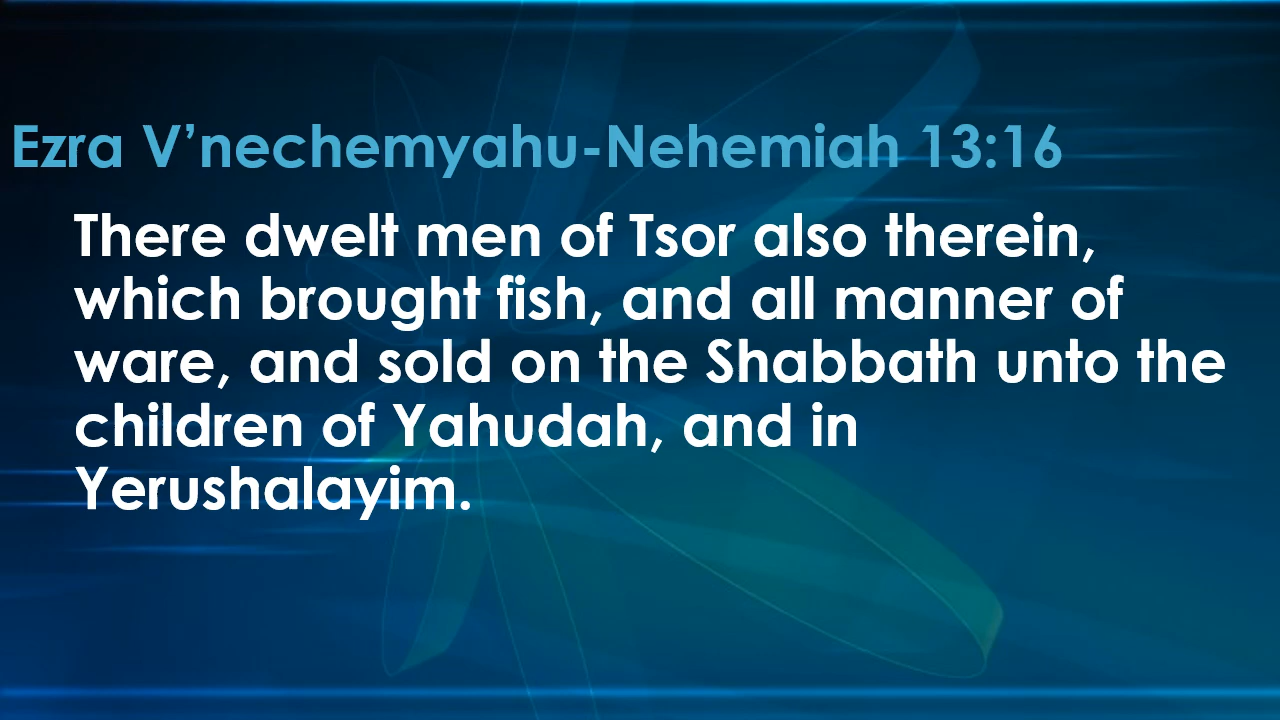 Ezra V’nechemyahu-Nehemiah 13:16
There dwelt men of Tsor also therein,
which brought fish, and all manner of
ware, and sold on the Shabbath unto the
children of Yahudah, and in
Yerushalayim.